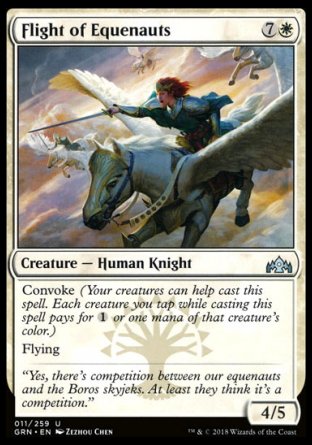 Flight of Equenauts 7
Creature — Human Knight
Convoke (Your creatures can help cast this
spell. Each creature you tap while casting this
spell pays for 1 or one mana of that creature's
color.)
Flying
"Yes, there's competition between our equenauts
and the Boros skyjeks. At least they think it's a
competition."
4/5
011/259 U
GRN • EN Zezhou Chen
™ & © 2018 Wizards of the Coast